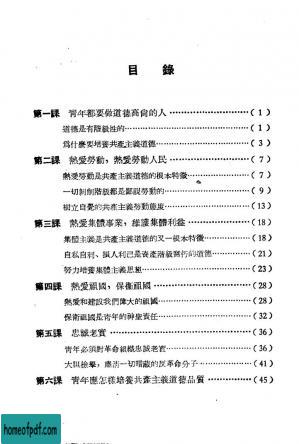 目錄
第一課 青年都要做道德高尚的人……………………(1)
道德是有階級性的……………………(1)
爲什麽要培養共產主義道德……………………(3)
第二課 熱愛勞動，熱愛勞動人民……………………(7)
熱愛勞動是共產主義道德的根本特徵……………………(7)
一切剝削階級都是鄙視勞動的……………………(9)
樹立自覺的共產主義勞動態度……………………(13)
第三課 熱愛集體事業，維護集體利益……………………(18)
集體主義是共產主義道德的又一根本特徵……………………(18)
自私自利、損人利己是資產階級腐朽的道德……………………(21)
努力培養集體主義思想……………………(23)
第四課 熱愛祖國，保衛祖國……………………(28)
熱愛和建設我們偉大的祖國……………………(28)
保衛祖國是青年的神聖責任……………………(32)
第五課 忠誠老實……………………(36)
青年必須對革命組織忠誠老實……………………(36)
大胆檢舉，肅淸一切暗藏的反革命分子……………………(41)
第六課 青年應怎樣培養共產主義道德品質……………………(45)
homeofpdf.com
homeofpdf.com